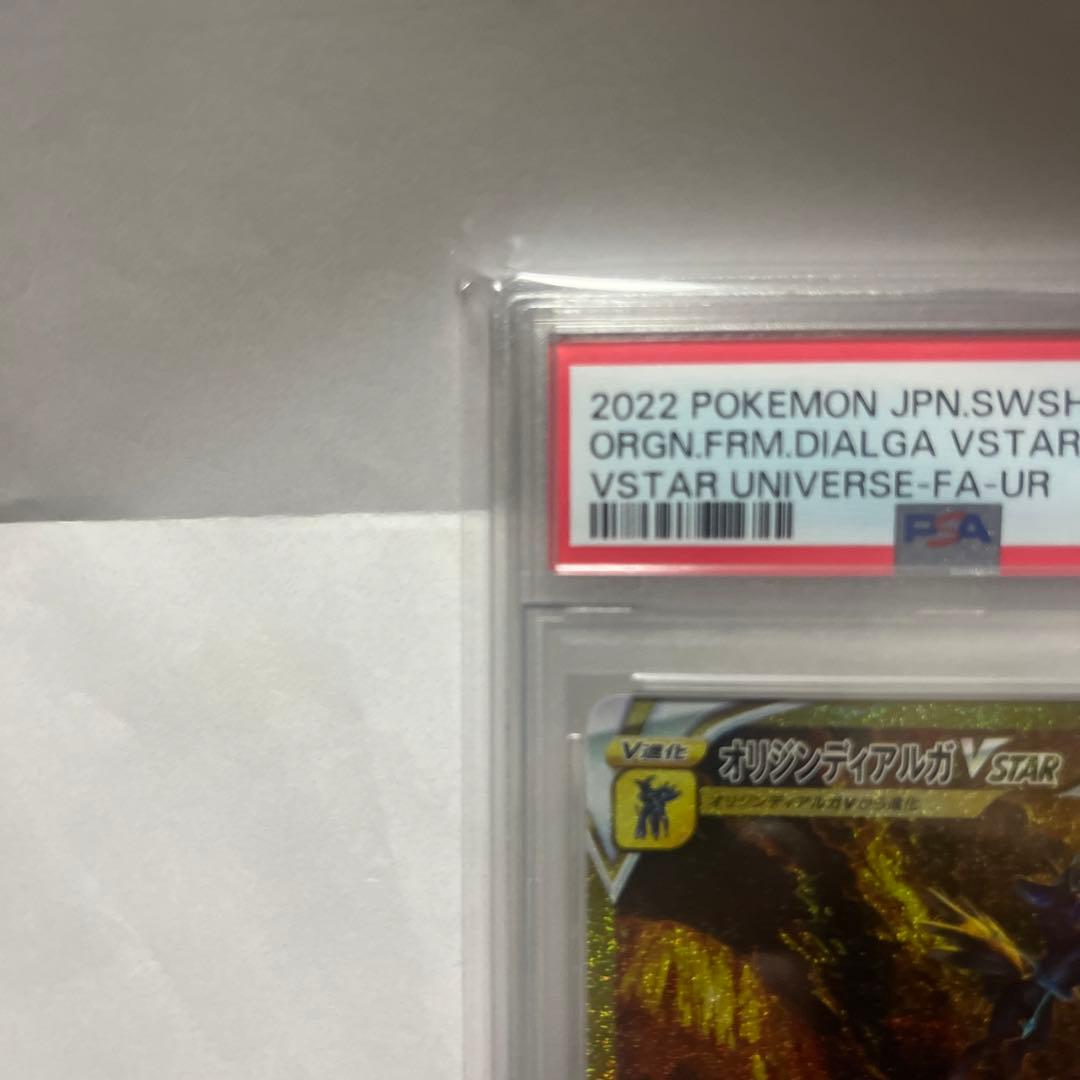 2022 POKEMON JPN.SWSH
ORGN.FRM.DIALGA VSTAR
VSTAR UNIVERSE-FA-UR
PSA
V進化 オリジンディアルガVSTAR
オリジンディアルガVから進化